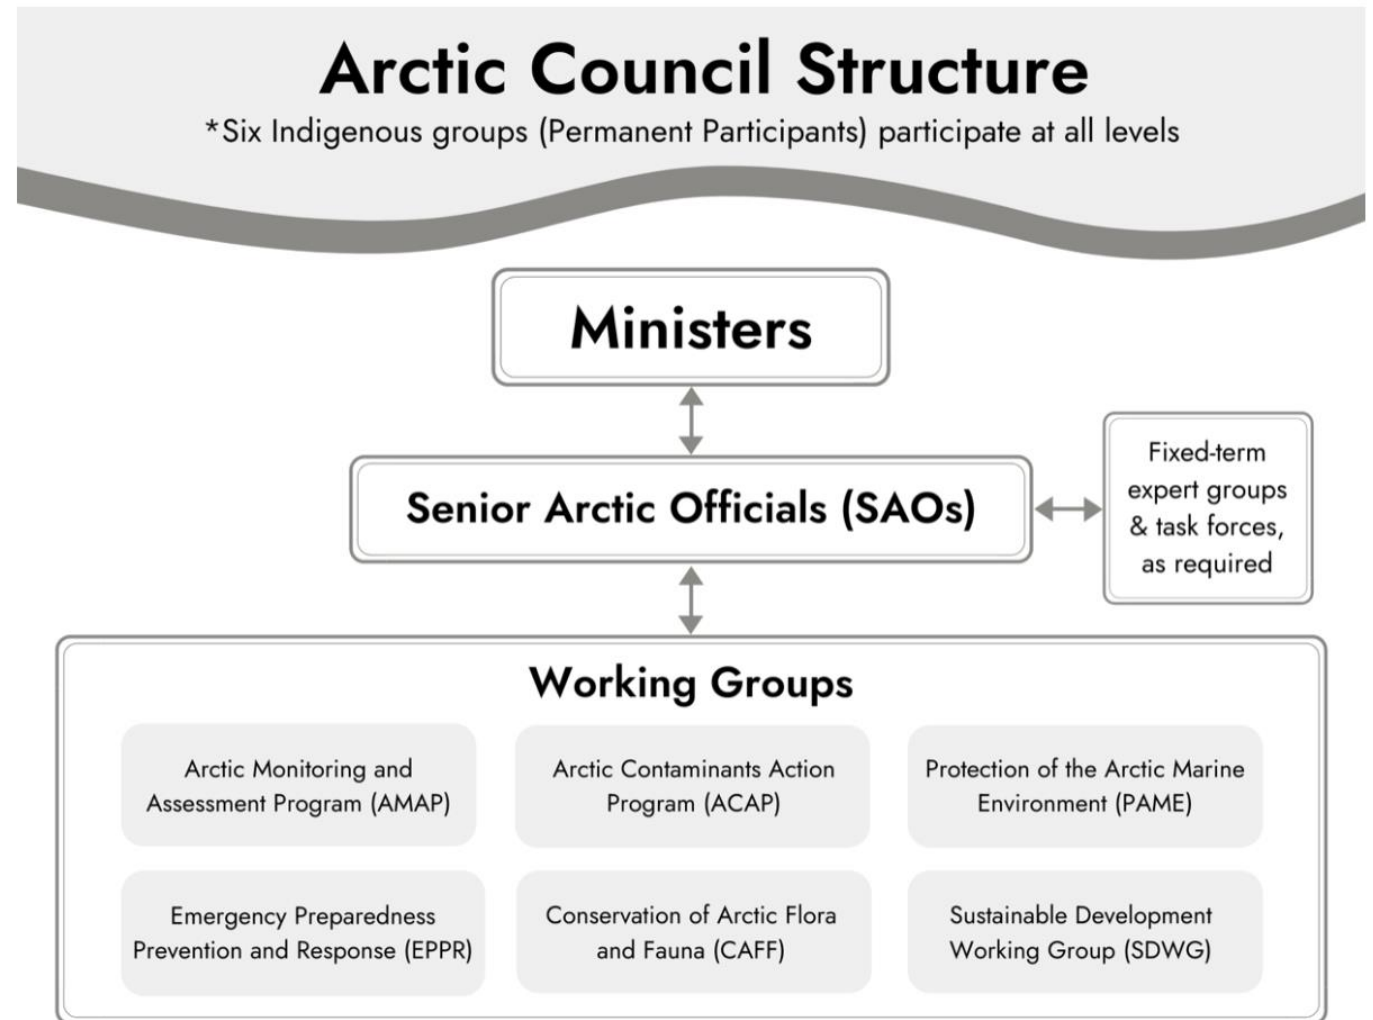 Arctic Council Structure
*Six Indigenous groups (Permanent Participants) participate at all levels
Ministers
Senior Arctic Officials (SAOs)
Fixed-term
expert groups
& task forces,
as required
Working Groups
Arctic Monitoring and
Assessment Program (AMAP)
Arctic Contaminants Action
Program (ACAP)
Protection of the Arctic Marine
Environment (PAME)
Emergency Preparedness
Prevention and Response (EPPR)
Conservation of Arctic Flora
and Fauna (CAFF)
Sustainable Development
Working Group (SDWG)